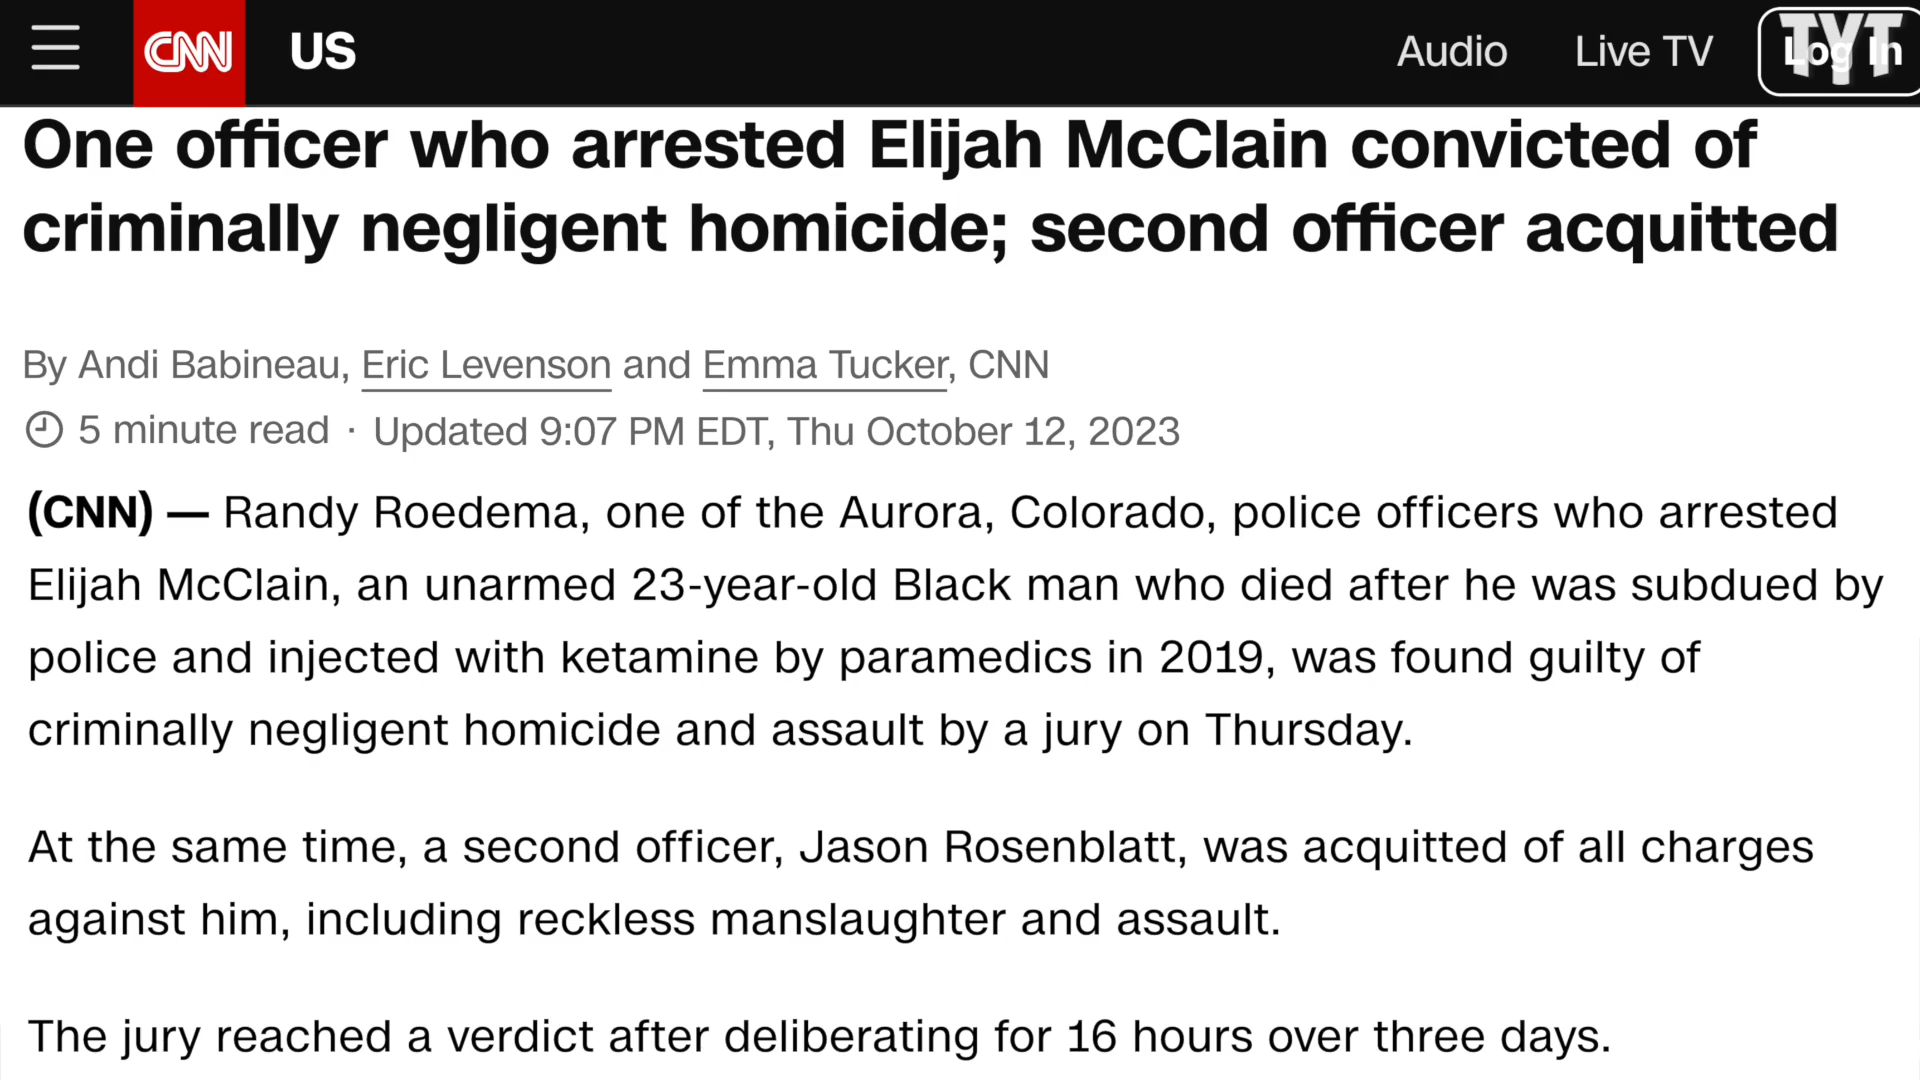 CNN US Audio Live TV Log In TYT
One officer who arrested Elijah McClain convicted of
criminally negligent homicide; second officer acquitted
By Andi Babineau, Eric Levenson and Emma Tucker, CNN
5 minute read · Updated 9:07 PM EDT, Thu October 12, 2023
(CNN) — Randy Roedema, one of the Aurora, Colorado, police officers who arrested
Elijah McClain, an unarmed 23-year-old Black man who died after he was subdued by
police and injected with ketamine by paramedics in 2019, was found guilty of
criminally negligent homicide and assault by a jury on Thursday.
At the same time, a second officer, Jason Rosenblatt, was acquitted of all charges
against him, including reckless manslaughter and assault.
The jury reached a verdict after deliberating for 16 hours over three days.